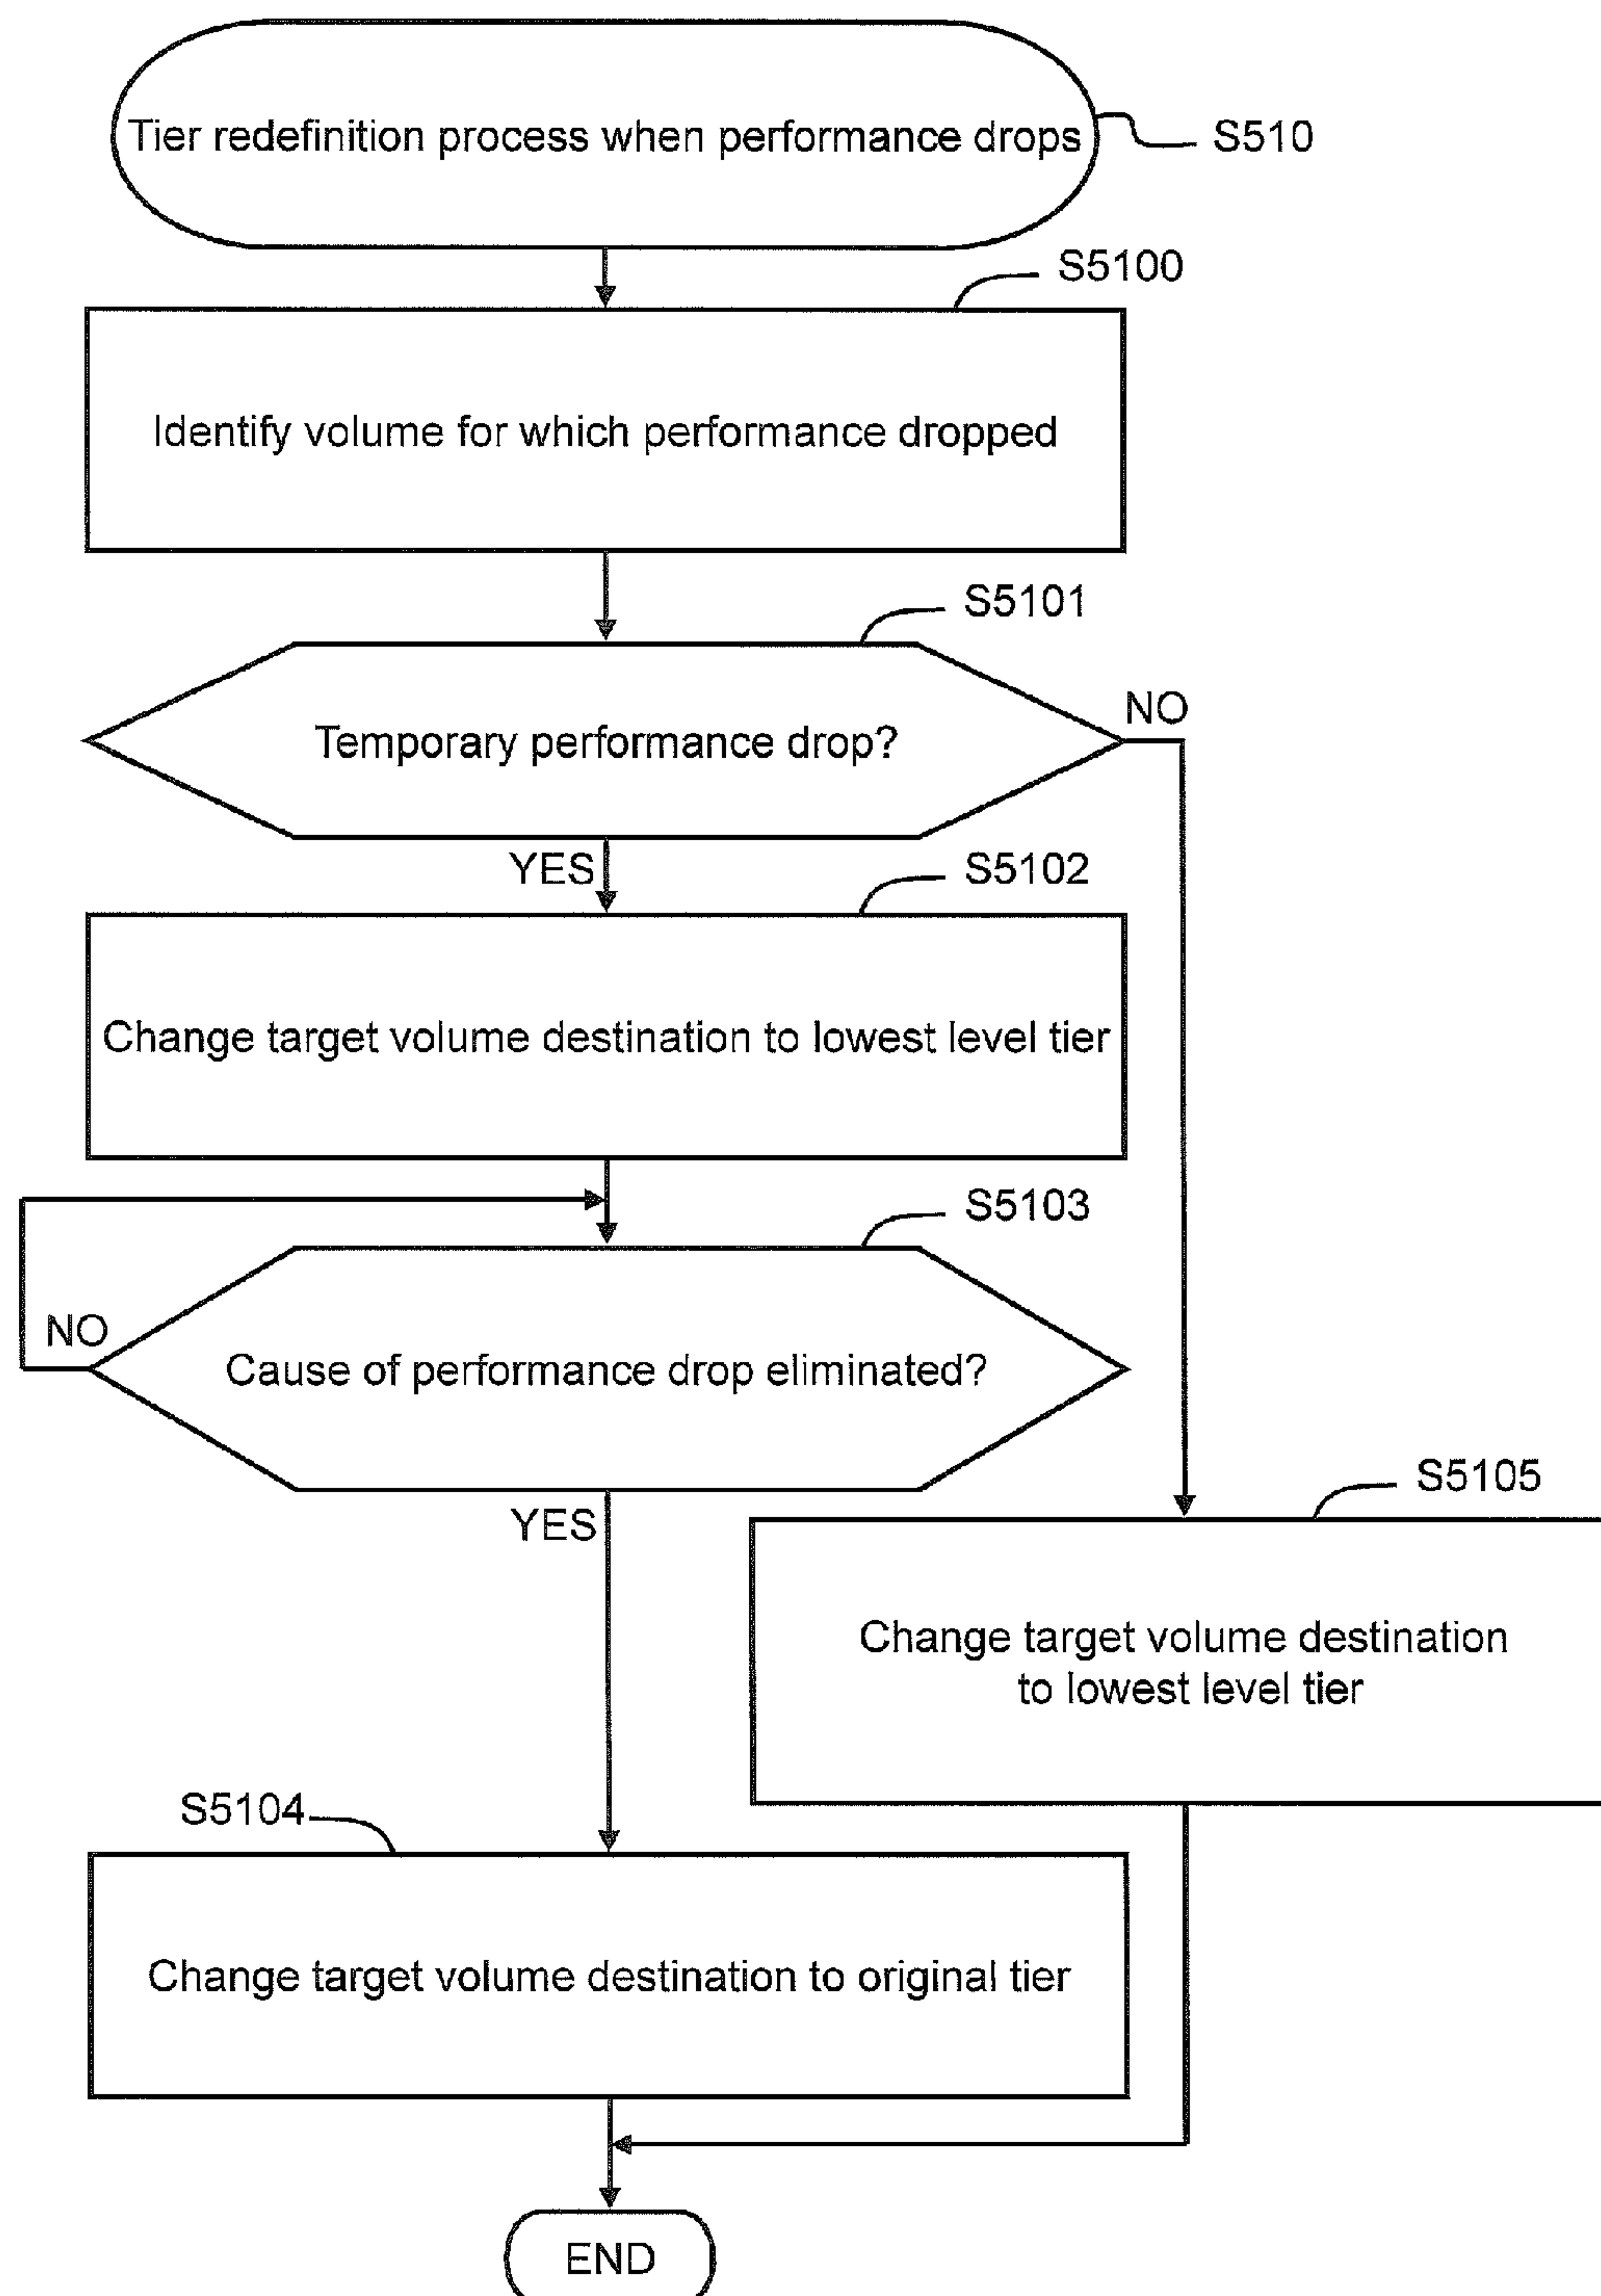 Tier redefinition process when performance drops
S510
S5100
Identify volume for which performance dropped
S5101
Temporary performance drop?
NO
YES
S5102
Change target volume destination to lowest level tier
S5103
NO
Cause of performance drop eliminated?
YES
S5105
Change target volume destination
to lowest level tier
S5104
Change target volume destination to original tier
END